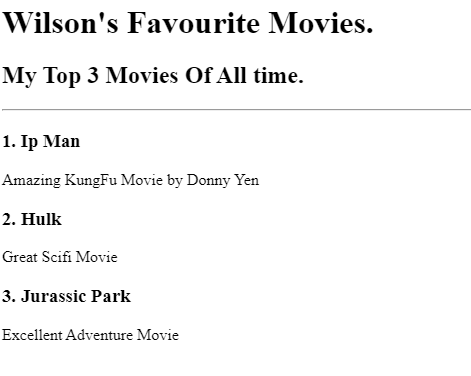 Wilson's Favourite Movies.
My Top 3 Movies Of All time.
1. Ip Man
Amazing KungFu Movie by Donny Yen
2. Hulk
Great Scifi Movie
3. Jurassic Park
Excellent Adventure Movie